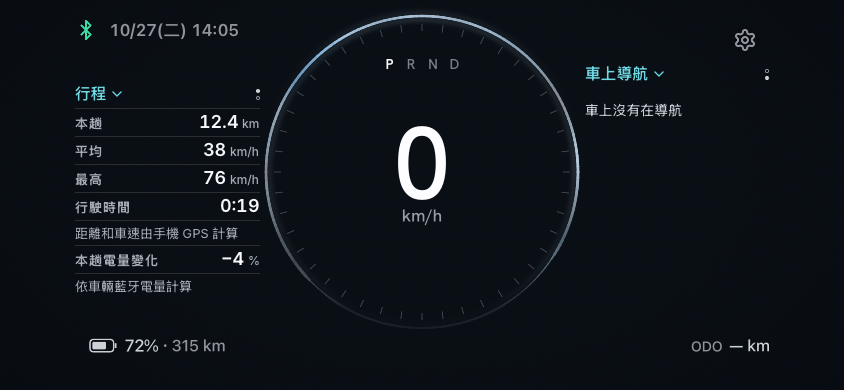 10/27(二) 14:05
P R N D
行程
本趟 12.4 km
平均 38 km/h
最高 76 km/h
行駛時間 0:19
距離和車速由手機 GPS 計算
本趟電量變化 −4 %
依車輛藍牙電量計算
0
km/h
車上導航
車上沒有在導航
72% · 315 km
ODO — km